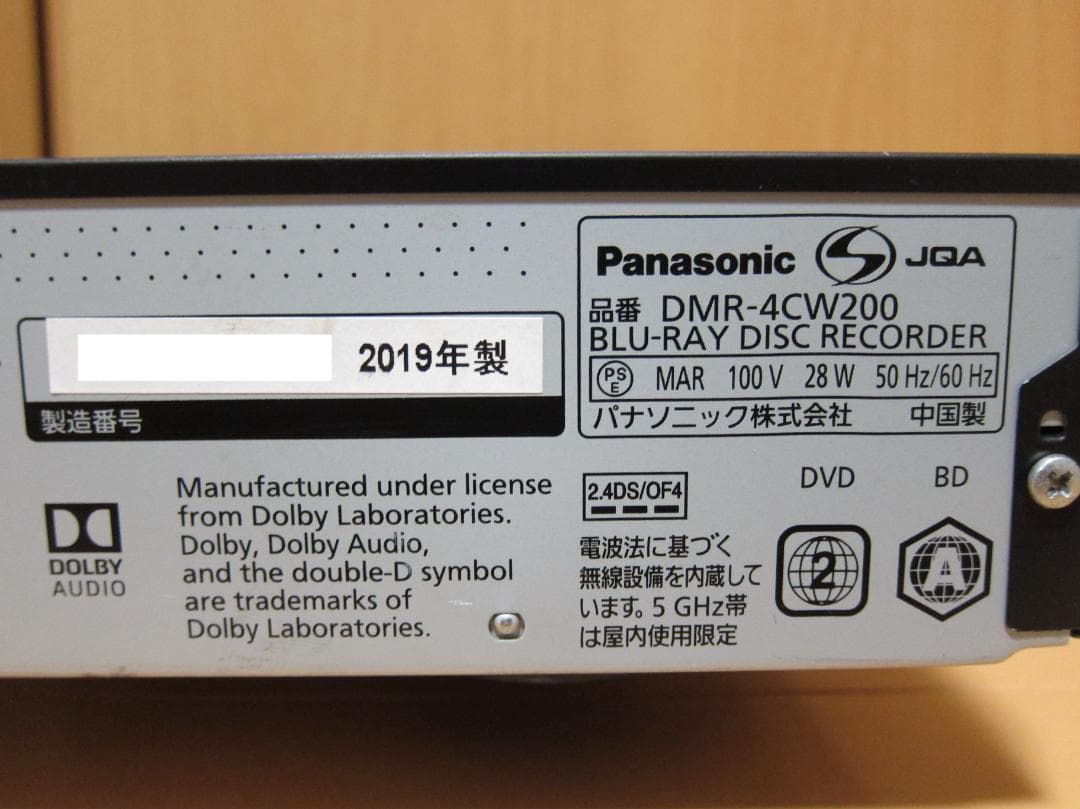 Panasonic JQA
品番 DMR-4CW200
BLU-RAY DISC RECORDER
PS E MAR 100 V 28 W 50 Hz/60 Hz
パナソニック株式会社 中国製
2019年製
製造番号
DOLBY
AUDIO
Manufactured under license
from Dolby Laboratories.
Dolby, Dolby Audio,
and the double-D symbol
are trademarks of
Dolby Laboratories.
2.4DS/OF4
電波法に基づく
無線設備を内蔵して
います。5 GHz帯
は屋内使用限定
DVD BD
2 A